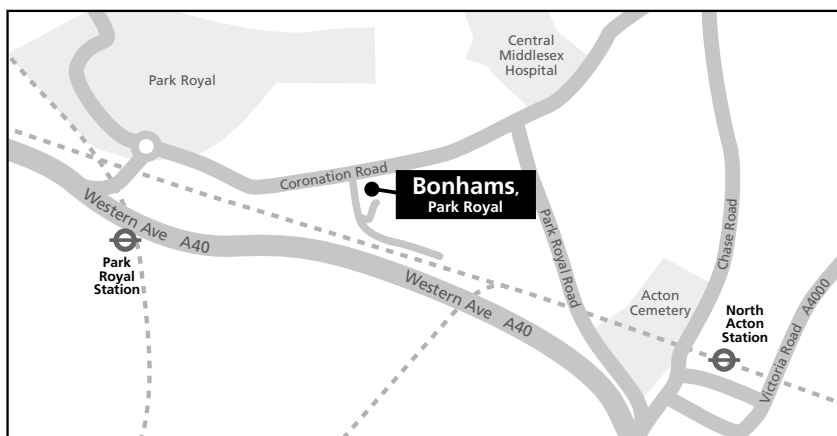 Central
Middlesex
Hospital
Park Royal
Coronation Road
Bonhams,
Park Royal
Western Ave A40
Park
Royal
Station
Park Royal Road
Chase Road
Western Ave A40
Acton
Cemetery
North
Acton
Station
Victoria Road A4000